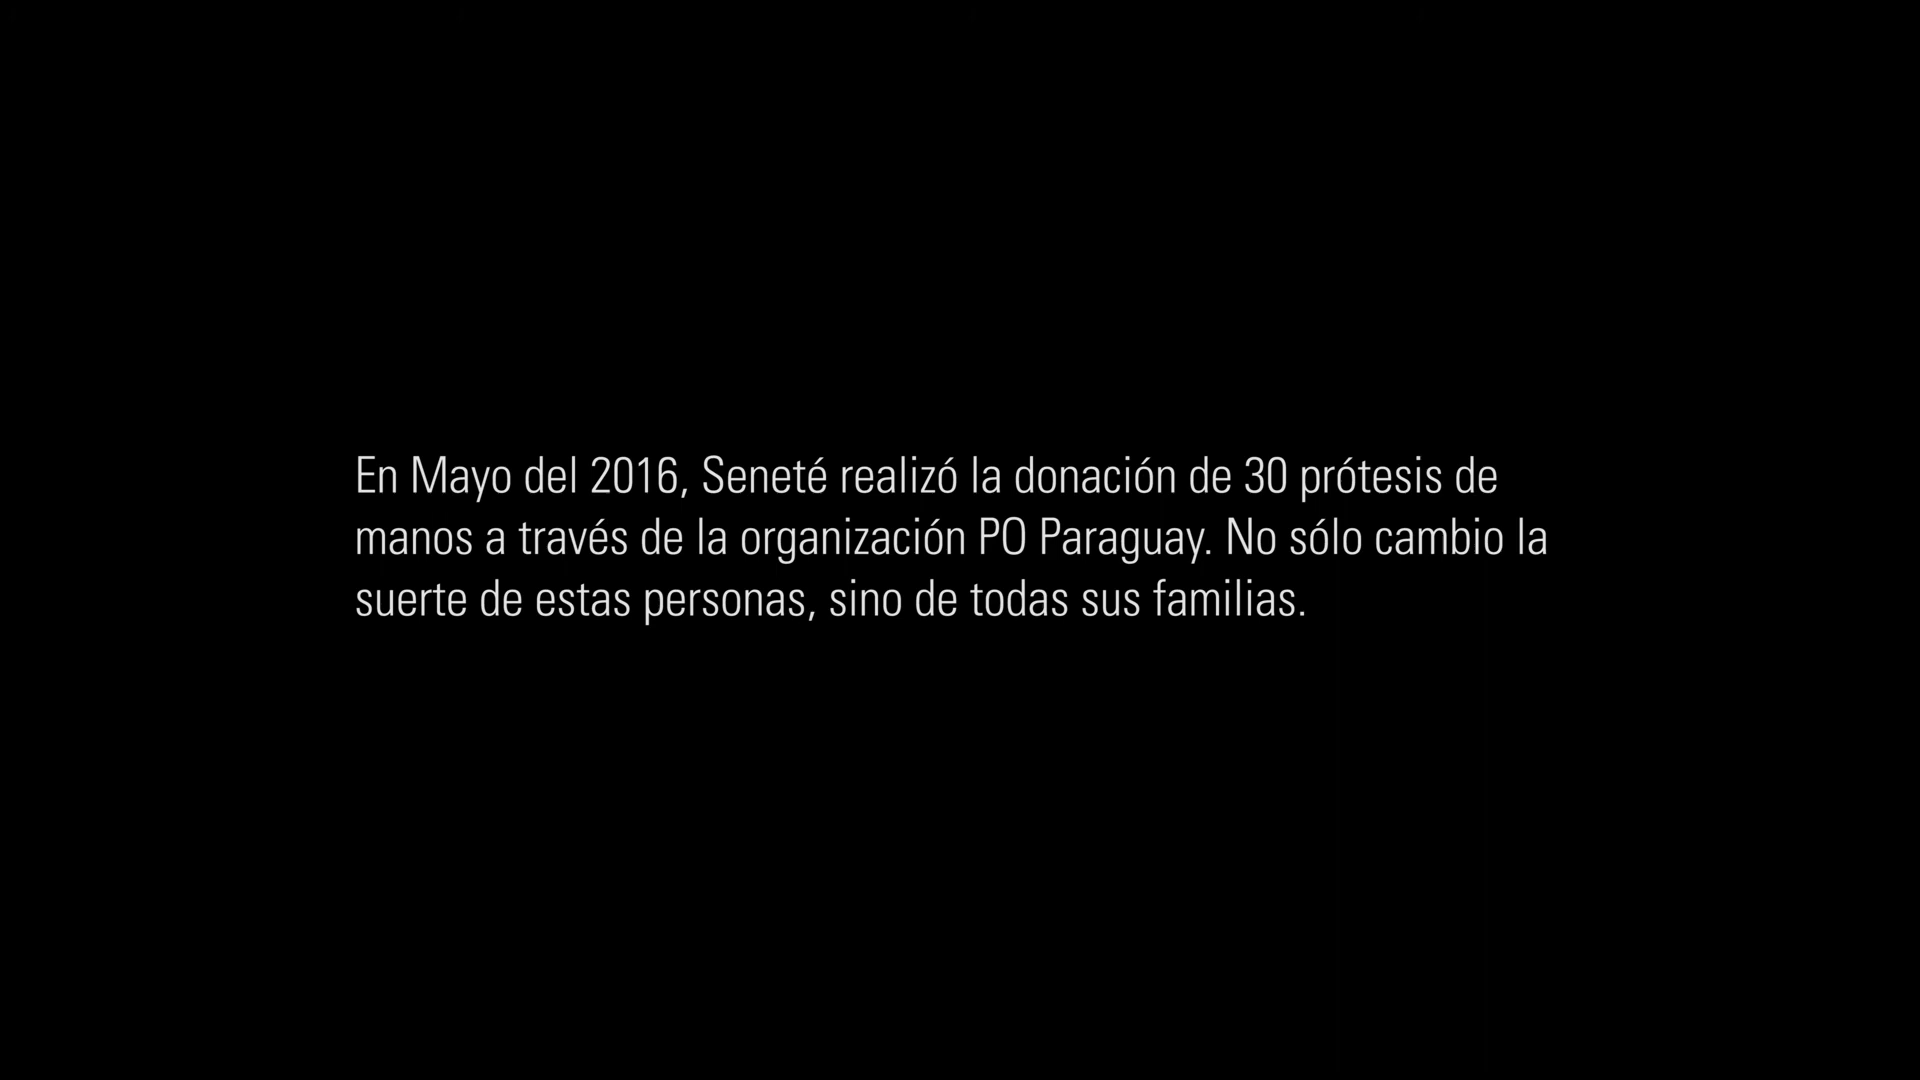 En Mayo del 2016, Seneté realizó la donación de 30 prótesis de
manos a través de la organización PO Paraguay. No sólo cambio la
suerte de estas personas, sino de todas sus familias.